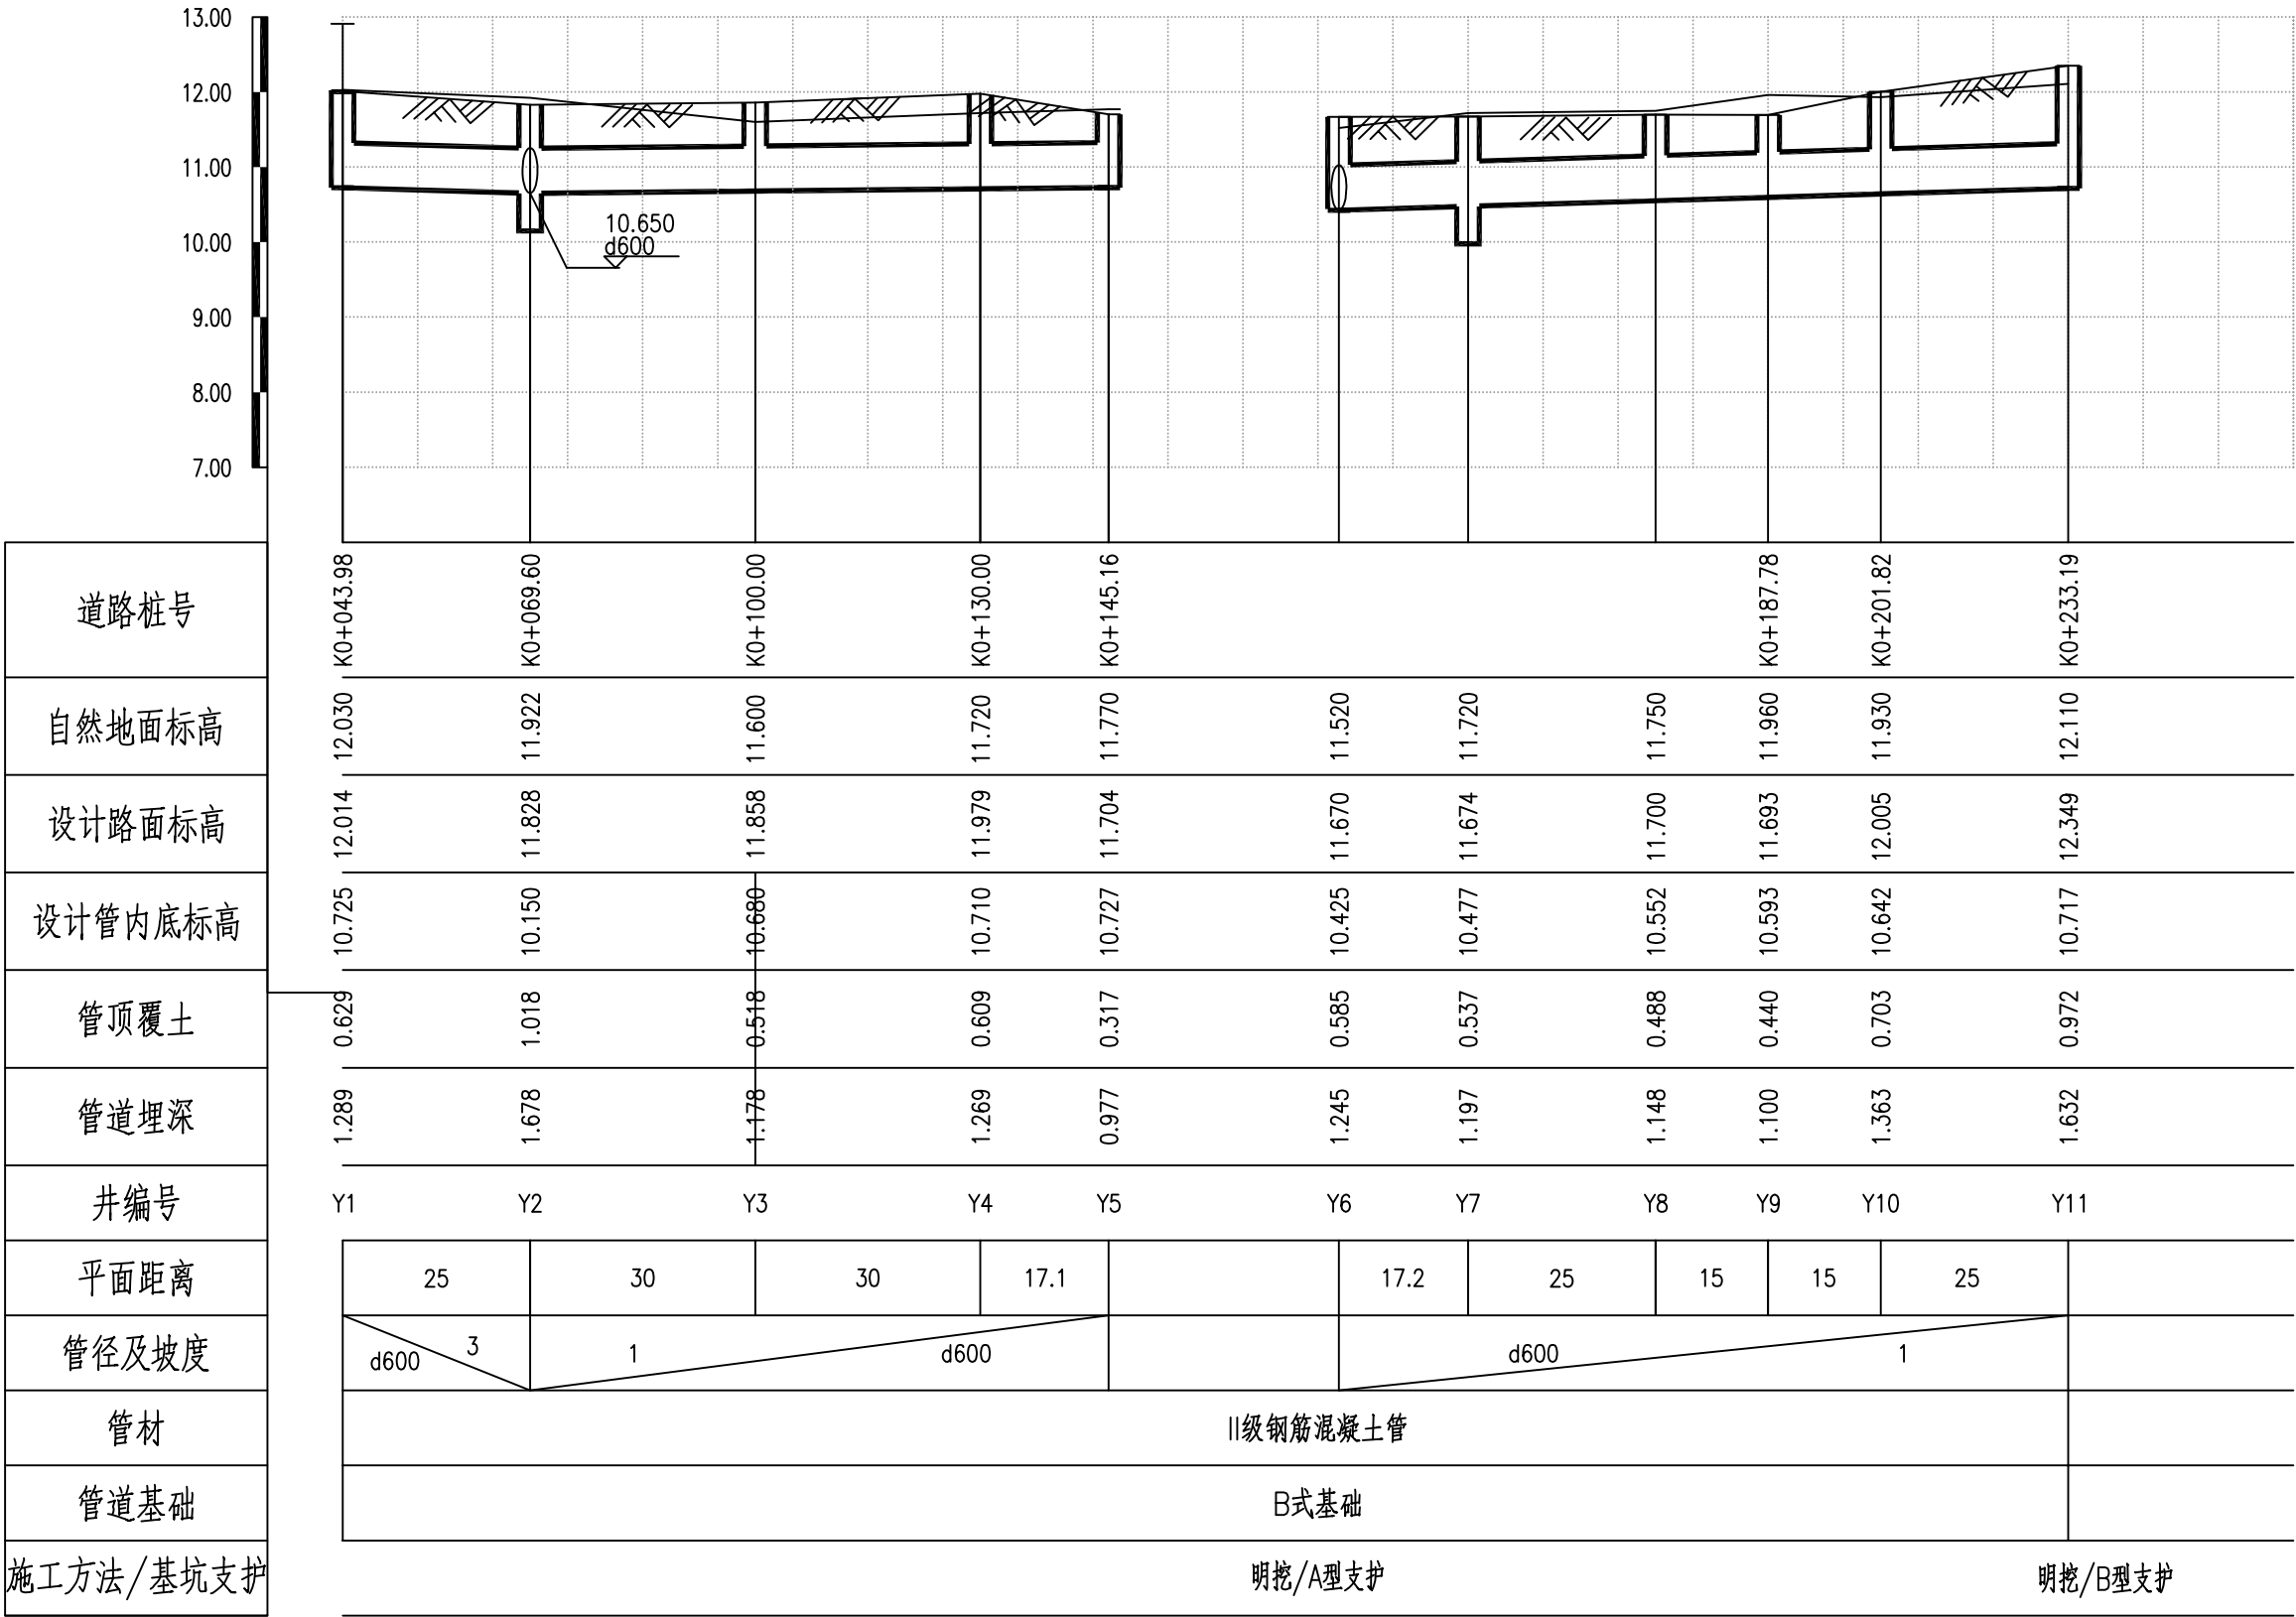 13.00
12.00
11.00
10.00
9.00
8.00
7.00
10.650
d600
道路桩号 K0+043.98 K0+069.60 K0+100.00 K0+130.00 K0+145.16 K0+187.78 K0+201.82 K0+233.19
自然地面标高 12.030 11.922 11.600 11.720 11.770 11.520 11.720 11.750 11.960 11.930 12.110
设计路面标高 12.014 11.828 11.858 11.979 11.704 11.670 11.674 11.700 11.693 12.005 12.349
设计管内底标高 10.725 10.150 10.680 10.710 10.727 10.425 10.477 10.552 10.593 10.642 10.717
管顶覆土 0.629 1.018 0.518 0.609 0.317 0.585 0.537 0.488 0.440 0.703 0.972
管道埋深 1.289 1.678 1.178 1.269 0.977 1.245 1.197 1.148 1.100 1.363 1.632
井编号 Y1 Y2 Y3 Y4 Y5 Y6 Y7 Y8 Y9 Y10 Y11
平面距离 25 30 30 17.1 17.2 25 15 15 25
管径及坡度 d600 3 1 d600 d600 1
管材 II级钢筋混凝土管
管道基础 B式基础
施工方法/基坑支护 明挖/A型支护 明挖/B型支护